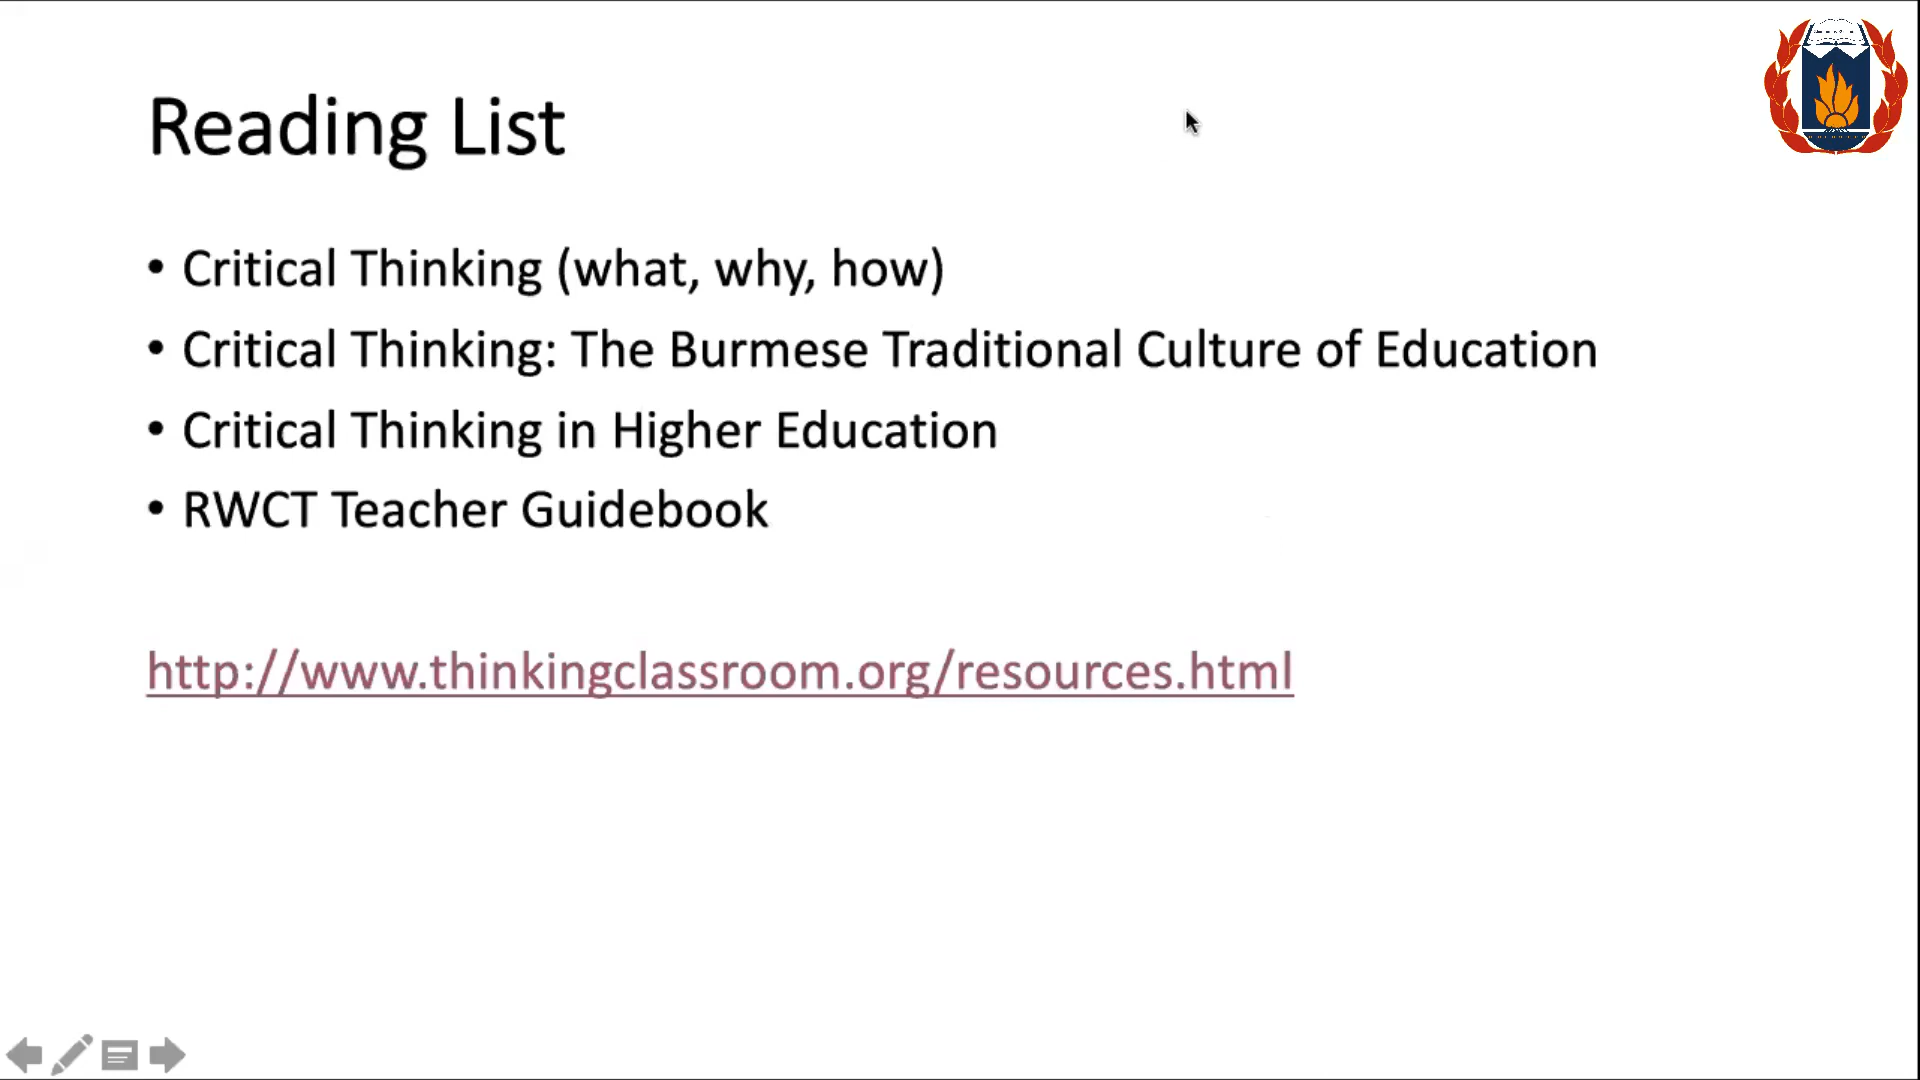 Reading List
• Critical Thinking (what, why, how)
• Critical Thinking: The Burmese Traditional Culture of Education
• Critical Thinking in Higher Education
• RWCT Teacher Guidebook
http://www.thinkingclassroom.org/resources.html